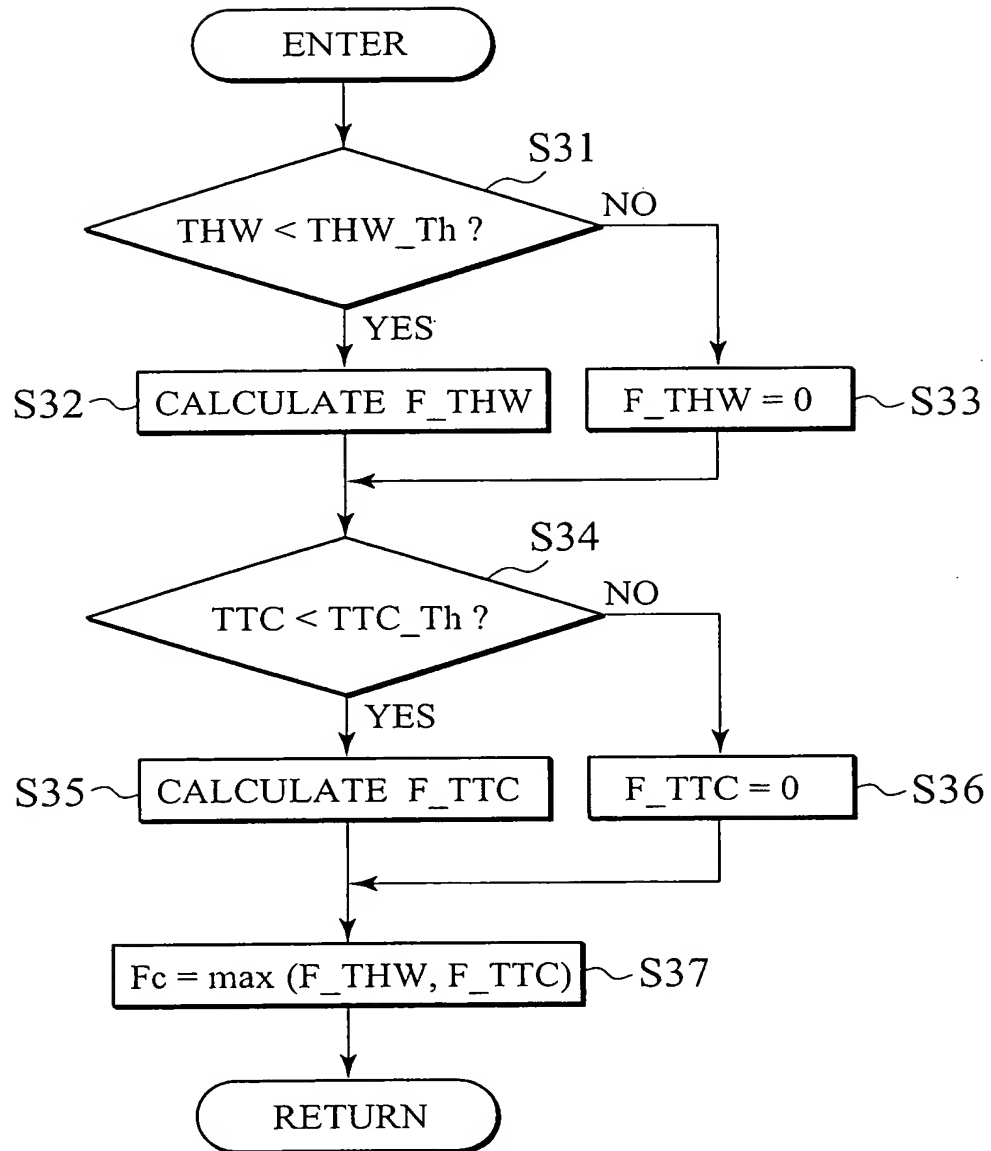 ENTER
S31
THW < THW_Th ?
NO
YES
S32
CALCULATE F_THW
F_THW = 0
S33
S34
TTC < TTC_Th ?
NO
YES
S35
CALCULATE F_TTC
F_TTC = 0
S36
Fc = max (F_THW, F_TTC)
S37
RETURN